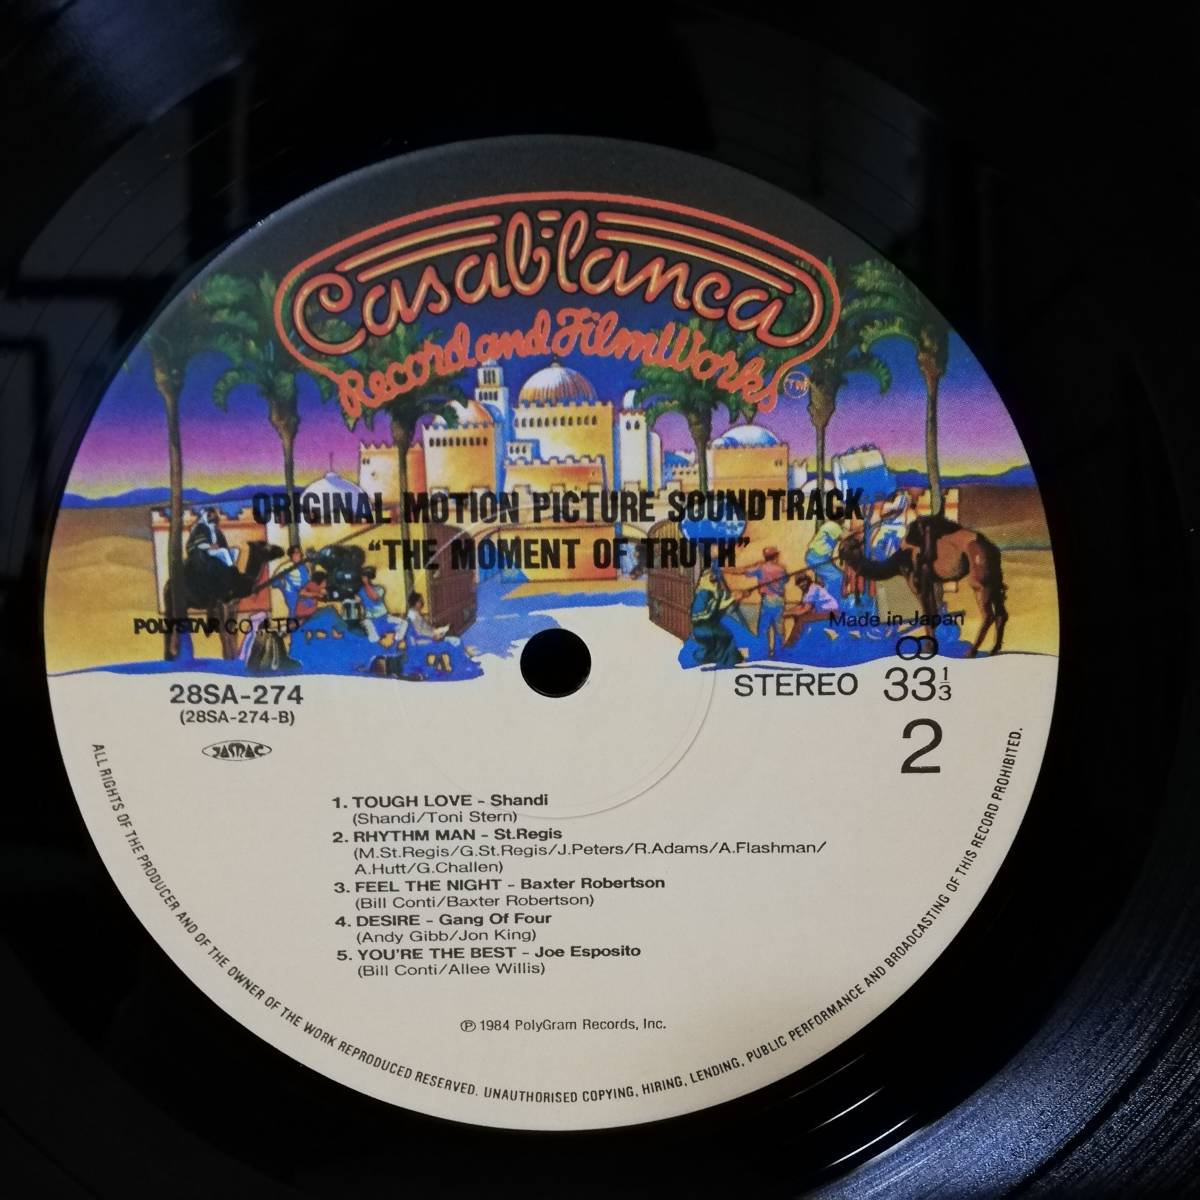 Casablanca
Record and FilmWorks TM
ORIGINAL MOTION PICTURE SOUNDTRACK
"THE MOMENT OF TRUTH"
POLYSTAR CO.,LTD.
Made in Japan
28SA-274
(28SA-274-B)
JASRAC
STEREO 33 1/3
2
1. TOUGH LOVE - Shandi
(Shandi/Toni Stern)
2. RHYTHM MAN - St.Regis
(M.St.Regis/G.St.Regis/J.Peters/R.Adams/A.Flashman/
A.Hutt/G.Challen)
3. FEEL THE NIGHT - Baxter Robertson
(Bill Conti/Baxter Robertson)
4. DESIRE - Gang Of Four
(Andy Gibb/Jon King)
5. YOU'RE THE BEST - Joe Esposito
(Bill Conti/Allee Willis)
℗ 1984 PolyGram Records, Inc.
ALL RIGHTS OF THE PRODUCER AND OF THE OWNER OF THE WORK REPRODUCED RESERVED. UNAUTHORISED COPYING, HIRING, LENDING, PUBLIC PERFORMANCE AND BROADCASTING OF THIS RECORD PROHIBITED.